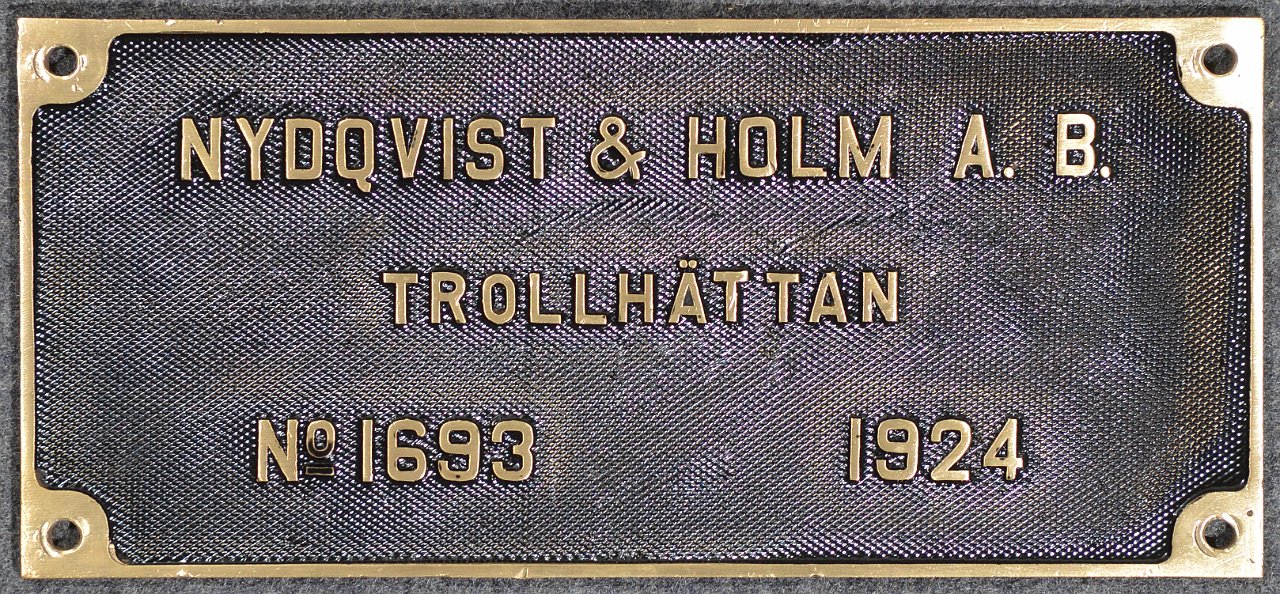 NYDQVIST & HOLM A. B.
TROLLHÄTTAN
No 1693 1924